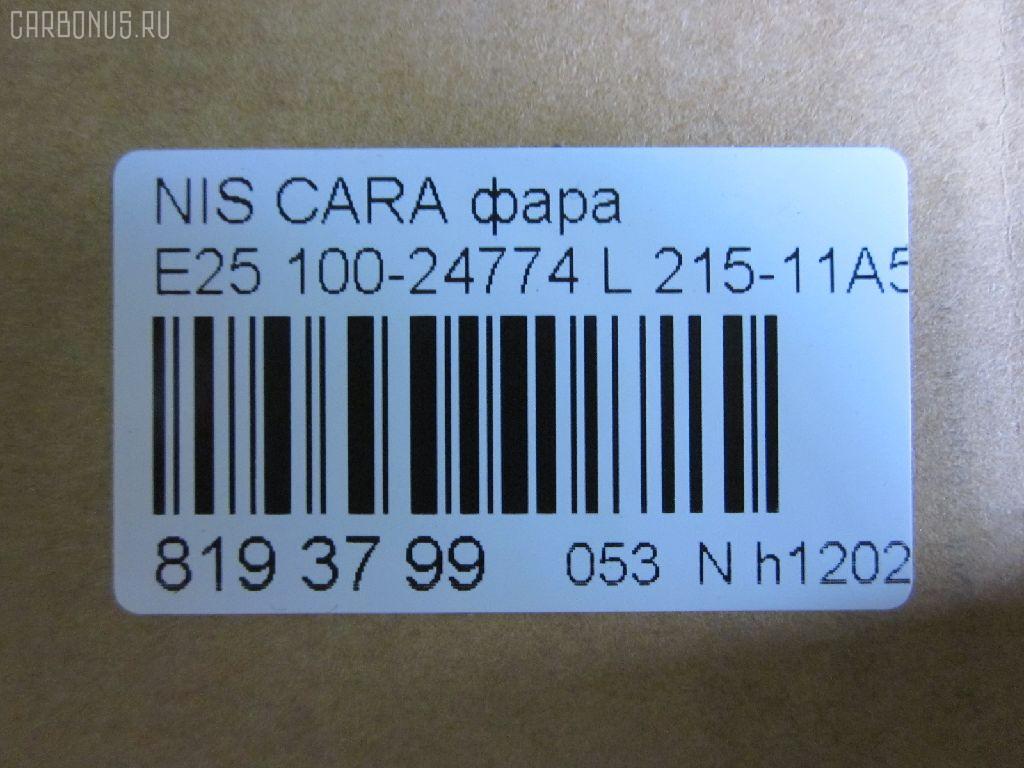 CARBONUS.RU
NIS CARA фара
E25 100-24774 L 215-11A5
819 37 99 053 N h1202